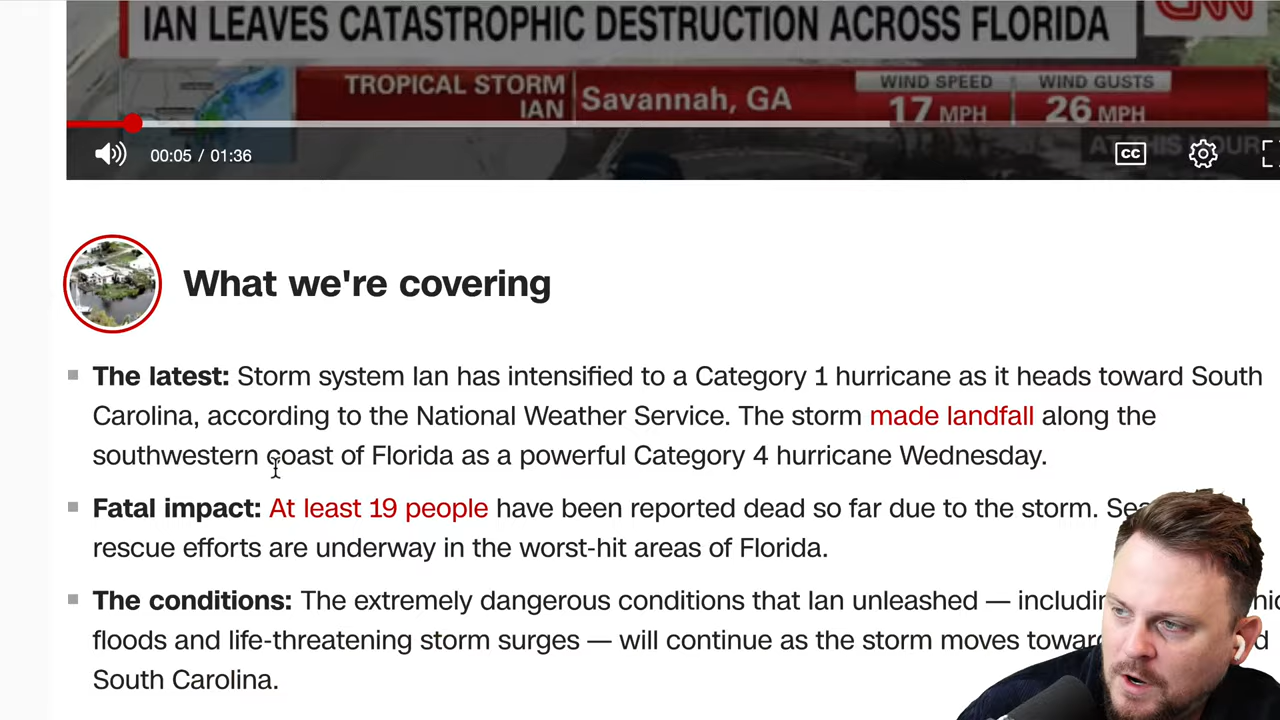 IAN LEAVES CATASTROPHIC DESTRUCTION ACROSS FLORIDA
CNN
TROPICAL STORM IAN Savannah, GA WIND SPEED 17 MPH WIND GUSTS 26 MPH
AT THIS HOUR
00:05 / 01:36 CC
What we're covering
The latest: Storm system Ian has intensified to a Category 1 hurricane as it heads toward South
Carolina, according to the National Weather Service. The storm made landfall along the
southwestern coast of Florida as a powerful Category 4 hurricane Wednesday.
Fatal impact: At least 19 people have been reported dead so far due to the storm.
rescue efforts are underway in the worst-hit areas of Florida.
The conditions: The extremely dangerous conditions that Ian unleashed —
floods and life-threatening storm surges — will continue as the storm moves
South Carolina.